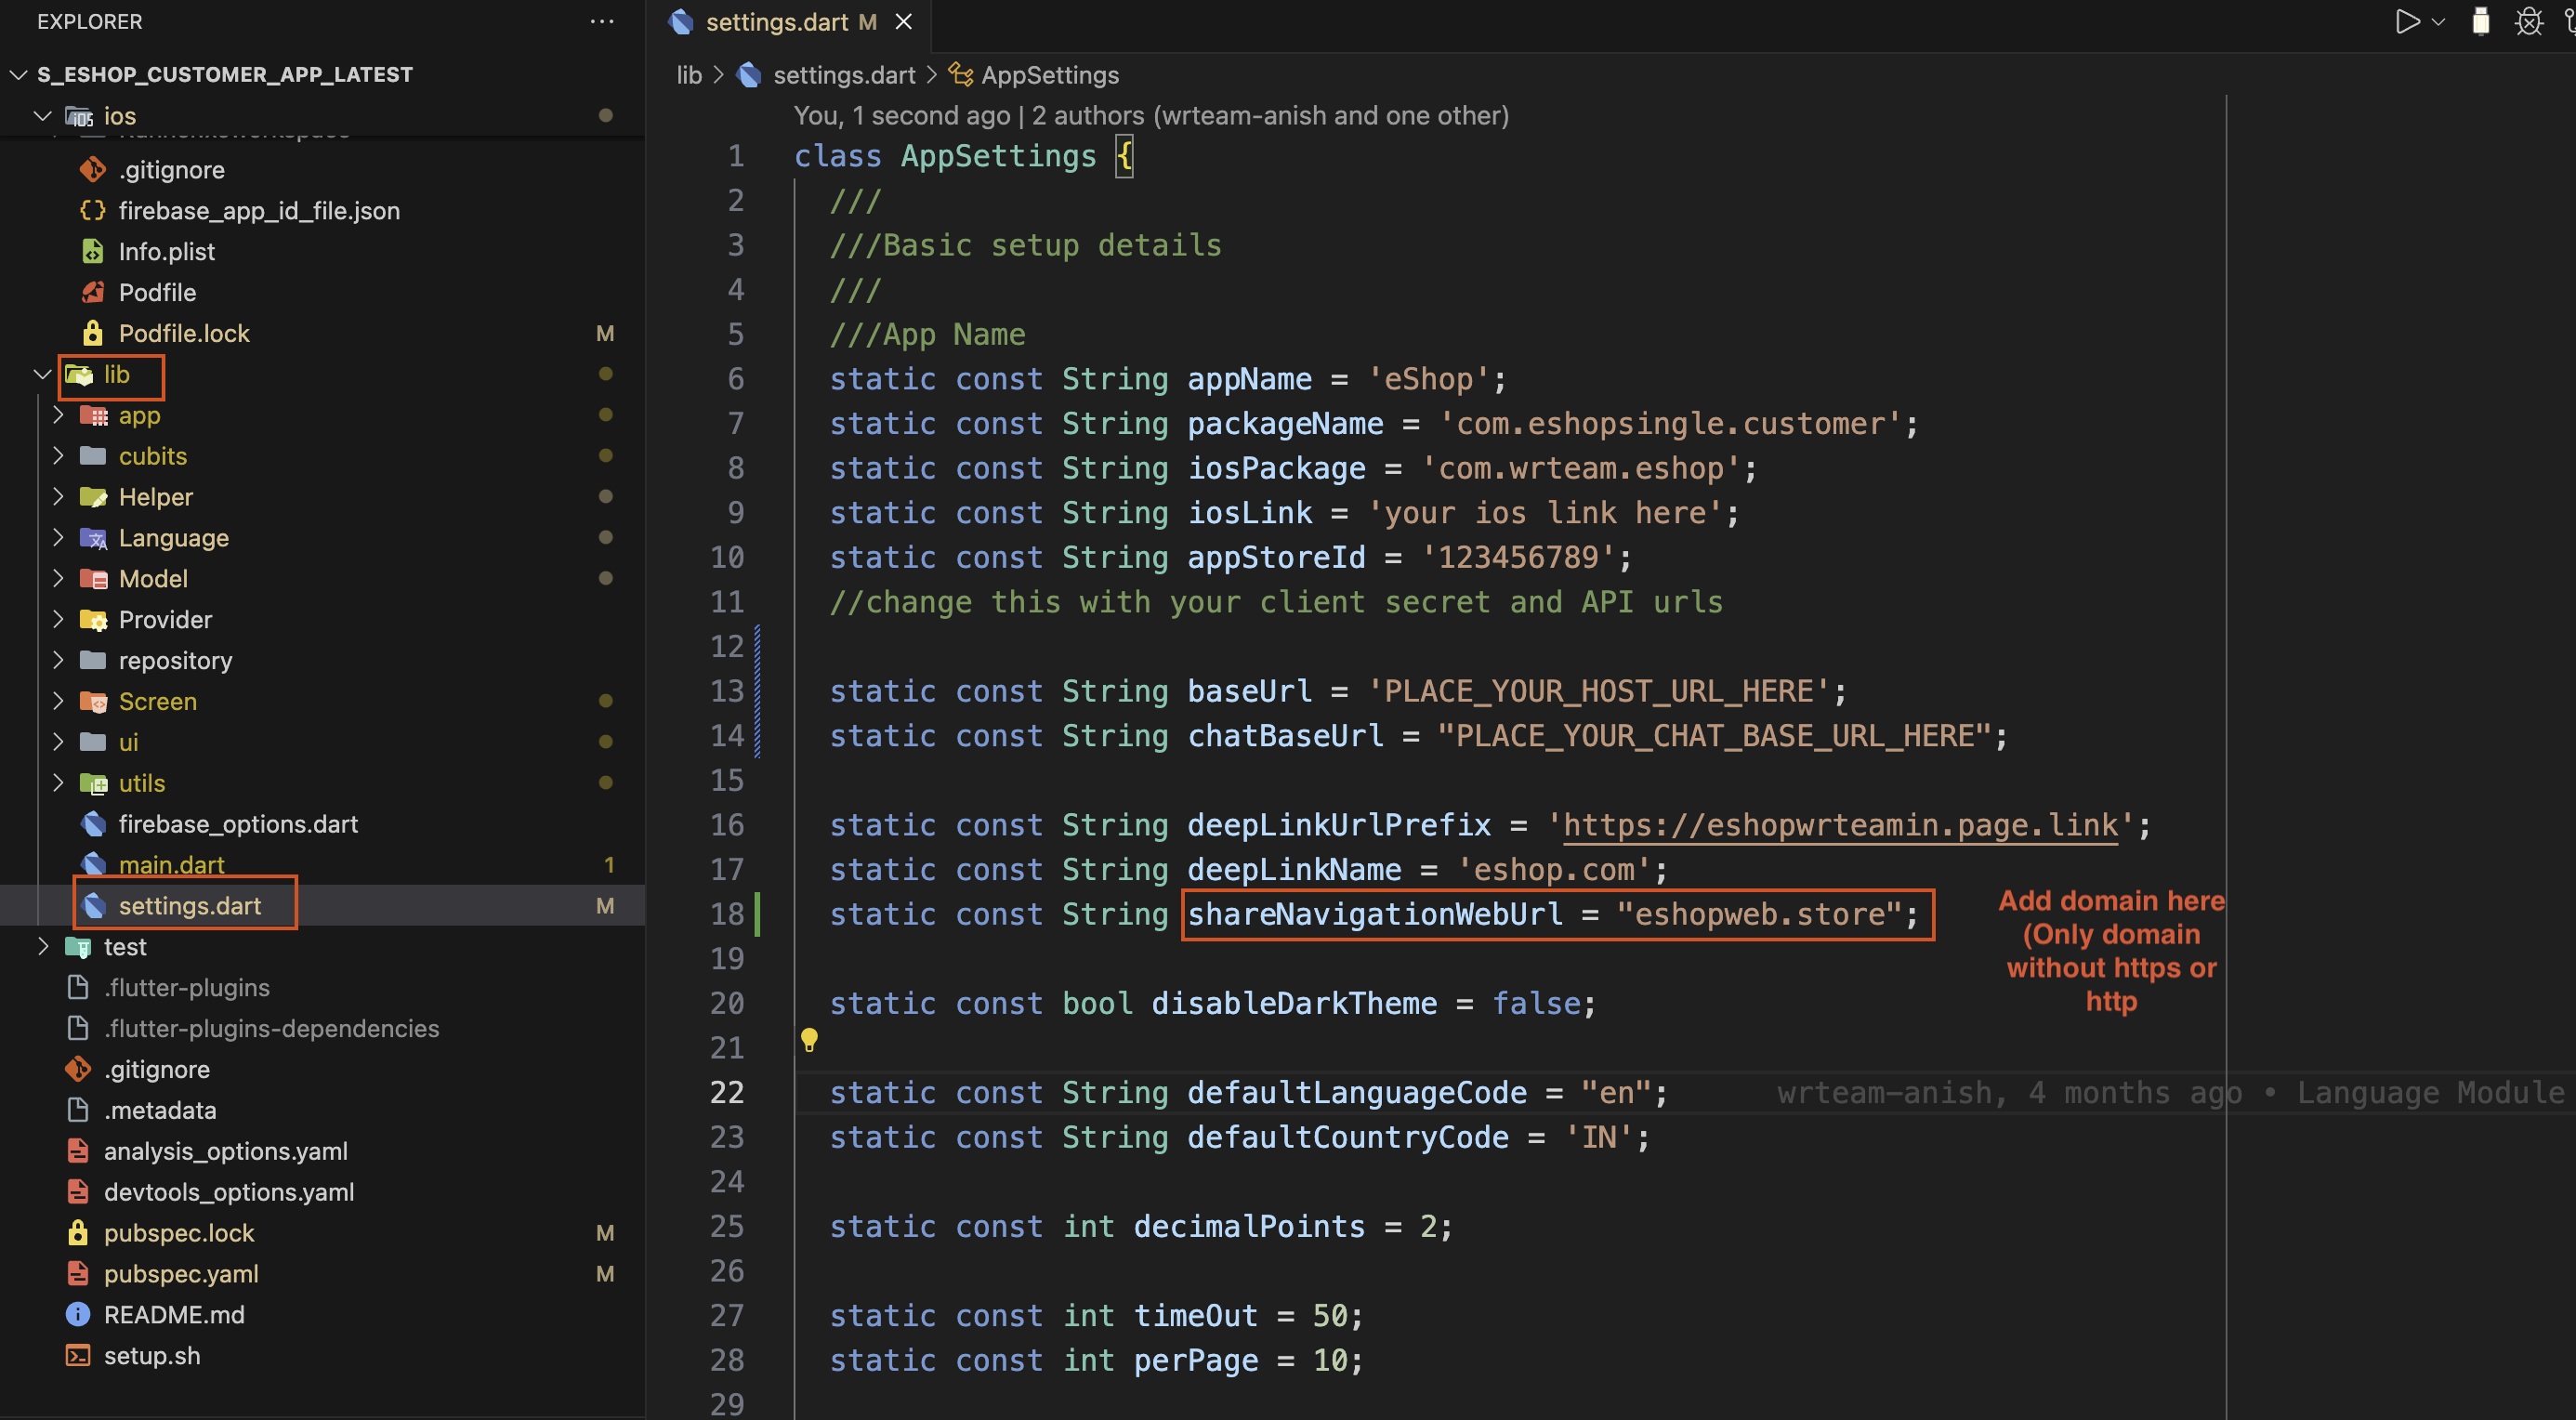 EXPLORER
S_ESHOP_CUSTOMER_APP_LATEST
ios
.gitignore
firebase_app_id_file.json
Info.plist
Podfile
Podfile.lock M
lib
app
cubits
Helper
Language
Model
Provider
repository
Screen
ui
utils
firebase_options.dart
main.dart 1
settings.dart M
test
.flutter-plugins
.flutter-plugins-dependencies
.gitignore
.metadata
analysis_options.yaml
devtools_options.yaml
pubspec.lock M
pubspec.yaml M
README.md
setup.sh
settings.dart M
lib > settings.dart > AppSettings
You, 1 second ago | 2 authors (wrteam-anish and one other)
1 class AppSettings {
2 ///
3 ///Basic setup details
4 ///
5 ///App Name
6 static const String appName = 'eShop';
7 static const String packageName = 'com.eshopsingle.customer';
8 static const String iosPackage = 'com.wrteam.eshop';
9 static const String iosLink = 'your ios link here';
10 static const String appStoreId = '123456789';
11 //change this with your client secret and API urls
12
13 static const String baseUrl = 'PLACE_YOUR_HOST_URL_HERE';
14 static const String chatBaseUrl = "PLACE_YOUR_CHAT_BASE_URL_HERE";
15
16 static const String deepLinkUrlPrefix = 'https://eshopwrteamin.page.link';
17 static const String deepLinkName = 'eshop.com';
18 static const String shareNavigationWebUrl = "eshopweb.store";
19
20 static const bool disableDarkTheme = false;
21
22 static const String defaultLanguageCode = "en"; wrteam-anish, 4 months ago • Language Module
23 static const String defaultCountryCode = 'IN';
24
25 static const int decimalPoints = 2;
26
27 static const int timeOut = 50;
28 static const int perPage = 10;
29
Add domain here
(Only domain
without https or
http